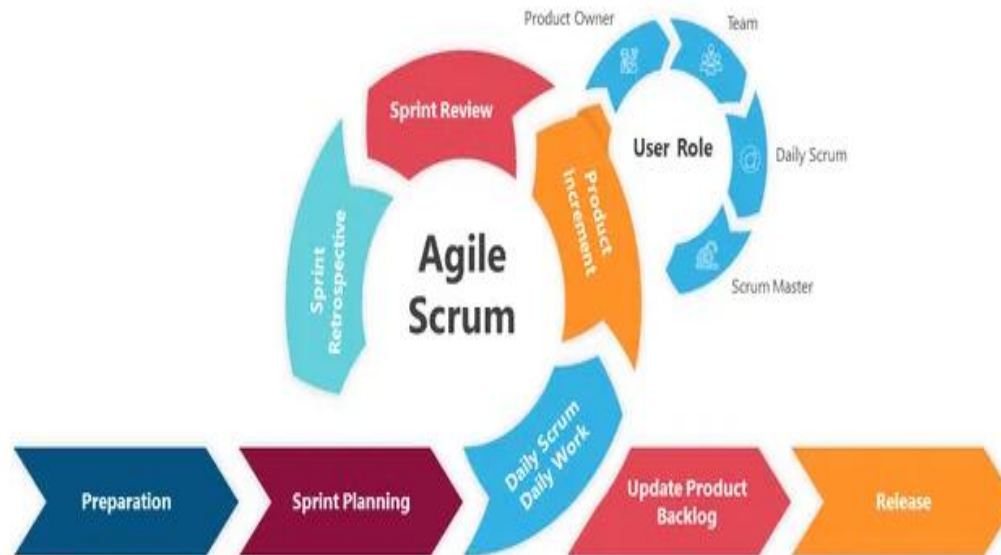 Product Owner
Team
Sprint Review
User Role
Daily Scrum
Product
Increment
Sprint
Retrospective
Agile
Scrum
Scrum Master
Daily Scrum
Daily Work
Preparation
Sprint Planning
Update Product
Backlog
Release